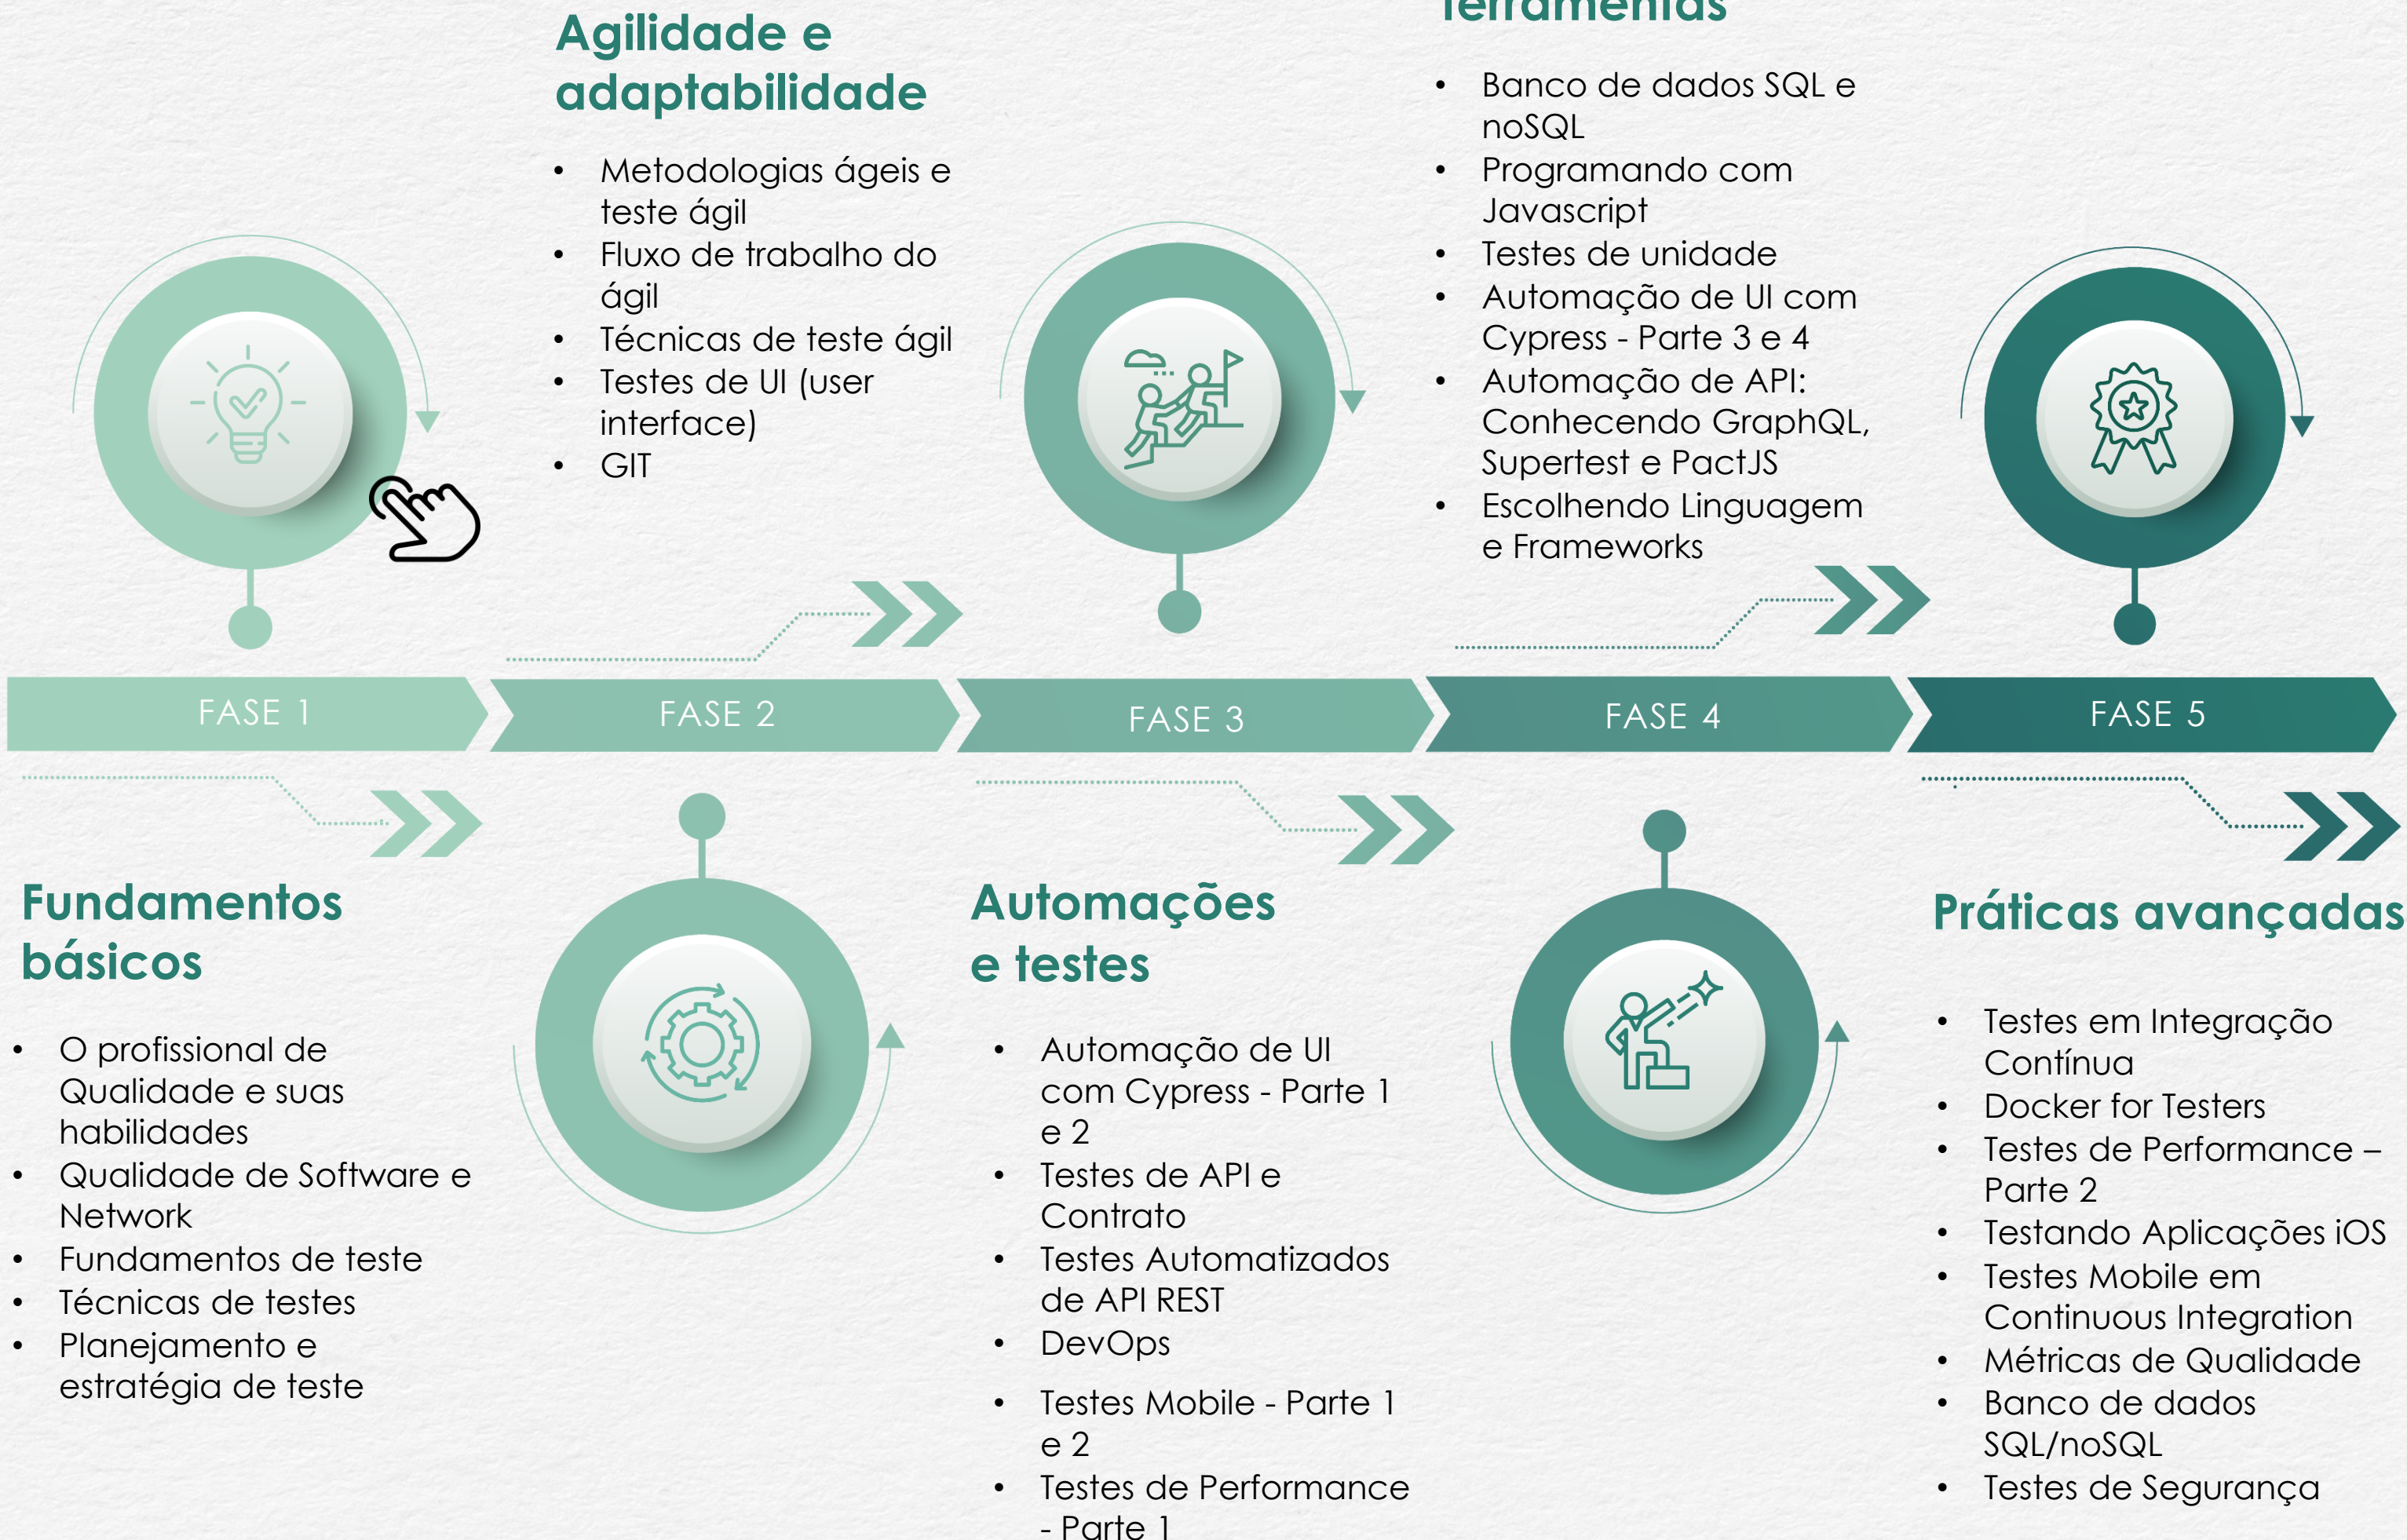 Agilidade e
adaptabilidade
• Metodologias ágeis e
teste ágil
• Fluxo de trabalho do
ágil
• Técnicas de teste ágil
• Testes de UI (user
interface)
• GIT
ferramentas
• Banco de dados SQL e
noSQL
• Programando com
Javascript
• Testes de unidade
• Automação de UI com
Cypress - Parte 3 e 4
• Automação de API:
Conhecendo GraphQL,
Supertest e PactJS
• Escolhendo Linguagem
e Frameworks
FASE 1
FASE 2
FASE 3
FASE 4
FASE 5
Fundamentos
básicos
• O profissional de
Qualidade e suas
habilidades
• Qualidade de Software e
Network
• Fundamentos de teste
• Técnicas de testes
• Planejamento e
estratégia de teste
Automações
e testes
• Automação de UI
com Cypress - Parte 1
e 2
• Testes de API e
Contrato
• Testes Automatizados
de API REST
• DevOps
• Testes Mobile - Parte 1
e 2
• Testes de Performance
- Parte 1
Práticas avançadas
• Testes em Integração
Contínua
• Docker for Testers
• Testes de Performance –
Parte 2
• Testando Aplicações iOS
• Testes Mobile em
Continuous Integration
• Métricas de Qualidade
• Banco de dados
SQL/noSQL
• Testes de Segurança